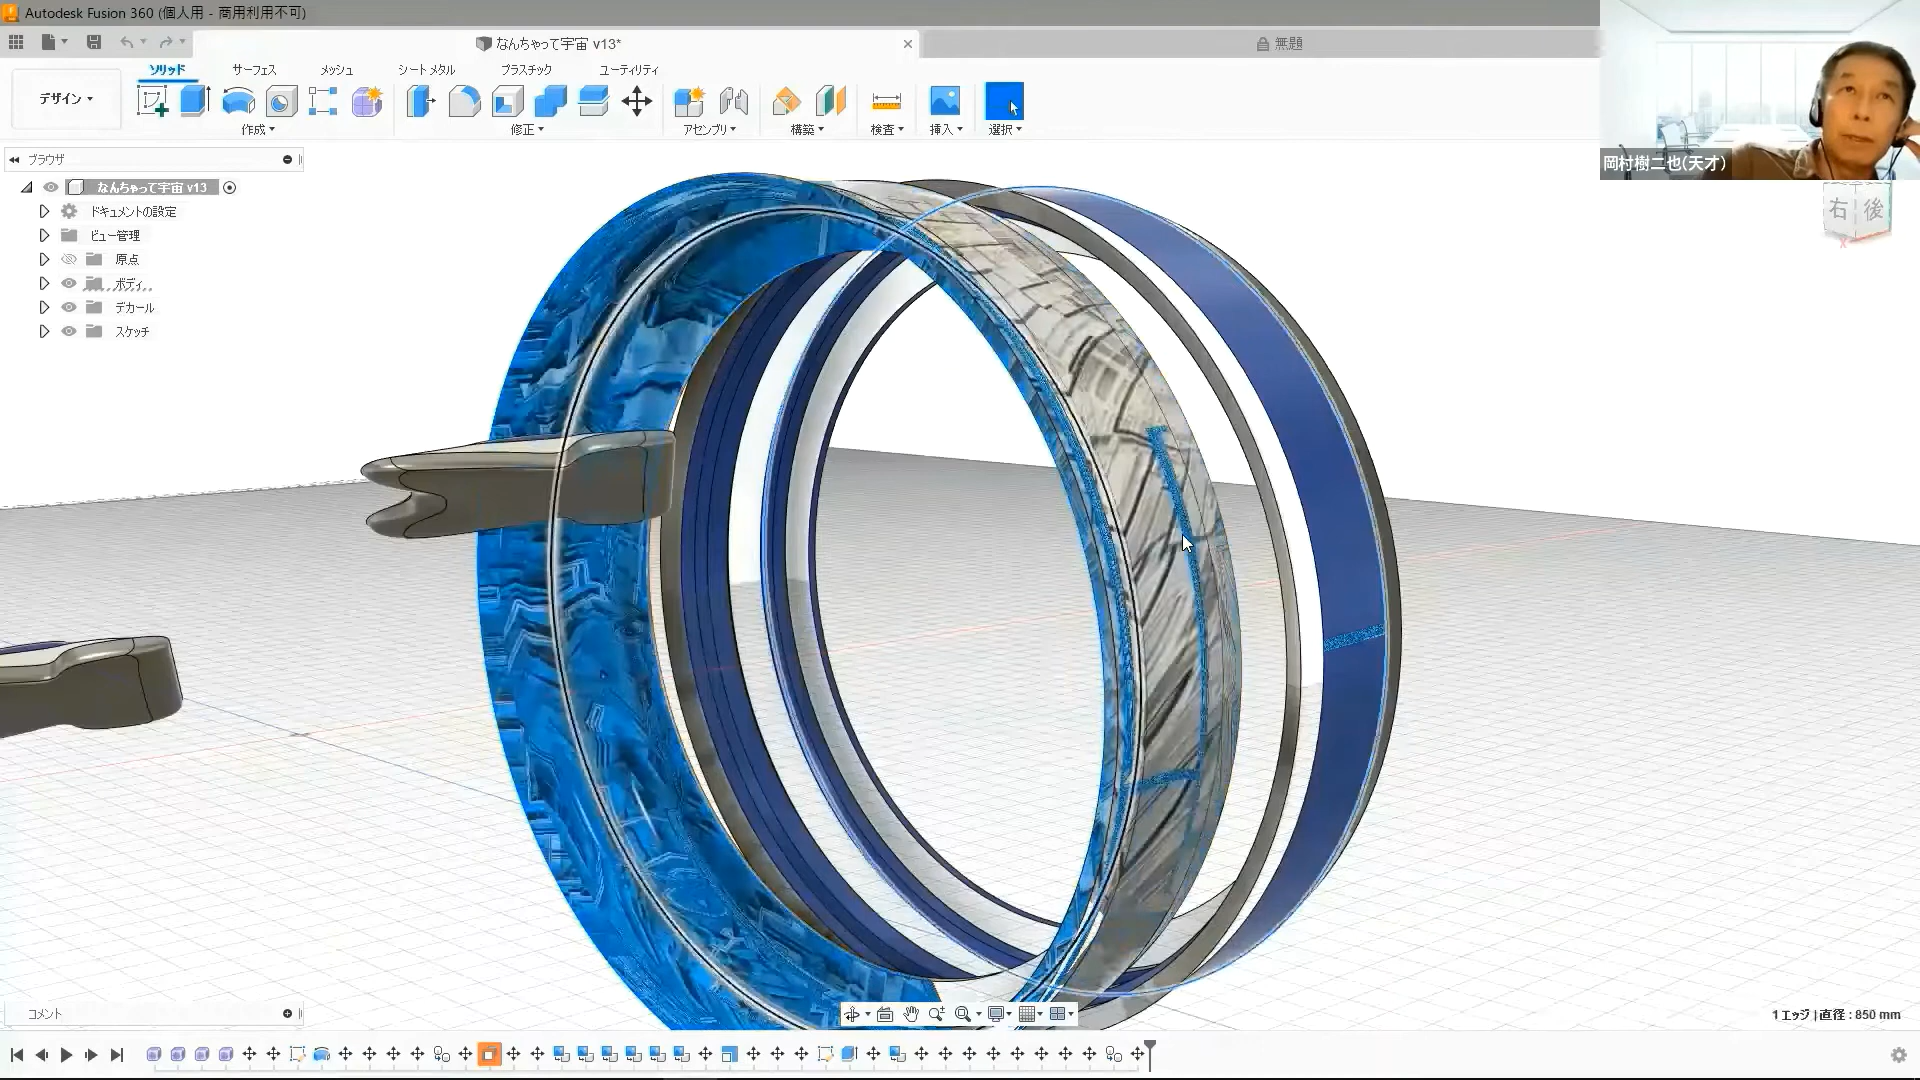 Autodesk Fusion 360 (個人用 - 商用利用不可)
なんちゃって宇宙 v13*
無題
デザイン
ソリッド
サーフェス
メッシュ
シート メタル
プラスチック
ユーティリティ
作成
修正
アセンブリ
構築
検査
挿入
選択
岡村樹二也(天才)
右
後
X
ブラウザ
なんちゃって宇宙 v13
ドキュメントの設定
ビュー管理
原点
ボディ
デカール
スケッチ
コメント
1 エッジ | 直径 : 850 mm